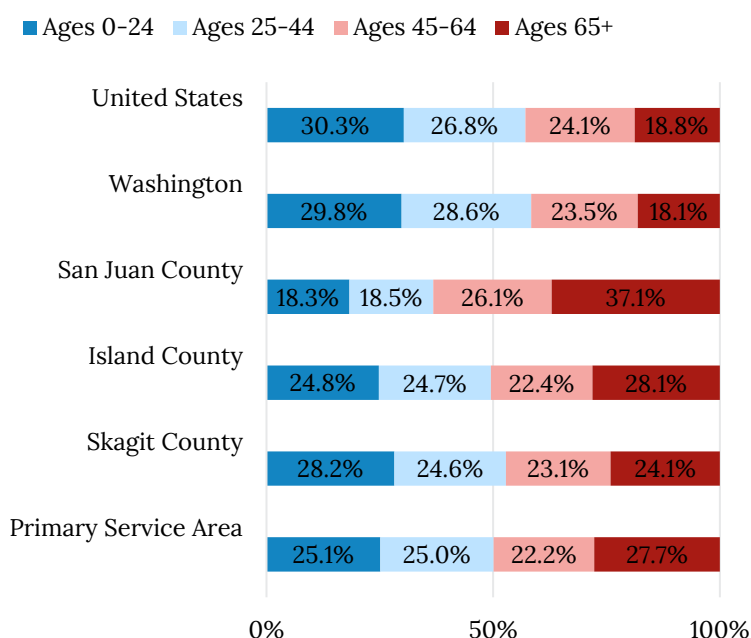 Ages 0-24 Ages 25-44 Ages 45-64 Ages 65+
United States
30.3% 26.8% 24.1% 18.8%
Washington
29.8% 28.6% 23.5% 18.1%
San Juan County
18.3% 18.5% 26.1% 37.1%
Island County
24.8% 24.7% 22.4% 28.1%
Skagit County
28.2% 24.6% 23.1% 24.1%
Primary Service Area
25.1% 25.0% 22.2% 27.7%
0% 50% 100%